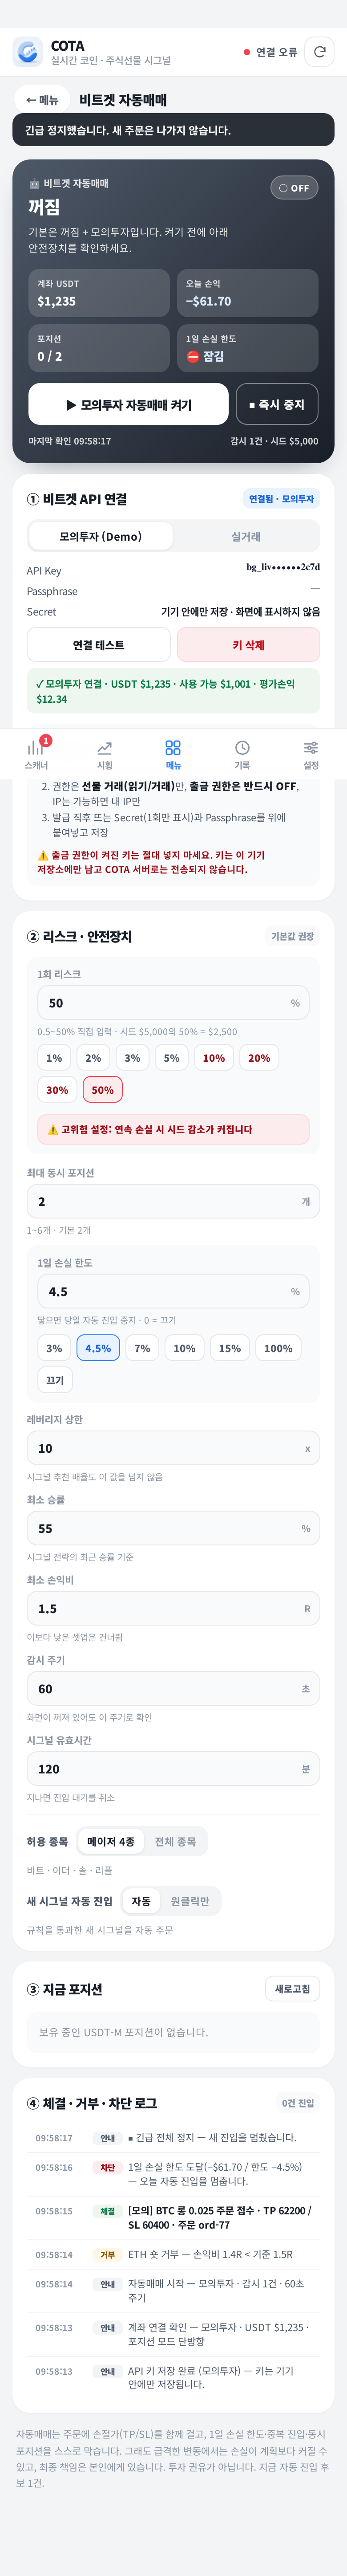 COTA
실시간 코인 · 주식선물 시그널
연결 오류
← 메뉴
비트겟 자동매매
긴급 정지했습니다. 새 주문은 나가지 않습니다.
🤖 비트겟 자동매매
○ OFF
꺼짐
기본은 꺼짐 + 모의투자입니다. 켜기 전에 아래
안전장치를 확인하세요.
계좌 USDT
$1,235
오늘 손익
−$61.70
포지션
0 / 2
1일 손실 한도
⛔ 잠김
▶ 모의투자 자동매매 켜기
■ 즉시 중지
마지막 확인 09:58:17
감시 1건 · 시드 $5,000
① 비트겟 API 연결
연결됨 · 모의투자
모의투자 (Demo)
실거래
API Key
bg_liv••••••2c7d
Passphrase
—
Secret
기기 안에만 저장 · 화면에 표시하지 않음
연결 테스트
키 삭제
✓ 모의투자 연결 · USDT $1,235 · 사용 가능 $1,001 · 평가손익
$12.34
1
스캐너
시황
메뉴
기록
설정
2. 권한은 선물 거래(읽기/거래)만, 출금 권한은 반드시 OFF,
IP는 가능하면 내 IP만
3. 발급 직후 뜨는 Secret(1회만 표시)과 Passphrase를 위에
붙여넣고 저장
⚠️ 출금 권한이 켜진 키는 절대 넣지 마세요. 키는 이 기기
저장소에만 남고 COTA 서버로는 전송되지 않습니다.
② 리스크 · 안전장치
기본값 권장
1회 리스크
50
%
0.5~50% 직접 입력 · 시드 $5,000의 50% = $2,500
1%
2%
3%
5%
10%
20%
30%
50%
⚠️ 고위험 설정: 연속 손실 시 시드 감소가 커집니다
최대 동시 포지션
2
개
1~6개 · 기본 2개
1일 손실 한도
4.5
%
닿으면 당일 자동 진입 중지 · 0 = 끄기
3%
4.5%
7%
10%
15%
100%
끄기
레버리지 상한
10
x
시그널 추천 배율도 이 값을 넘지 않음
최소 승률
55
%
시그널 전략의 최근 승률 기준
최소 손익비
1.5
R
이보다 낮은 셋업은 건너뜀
감시 주기
60
초
화면이 꺼져 있어도 이 주기로 확인
시그널 유효시간
120
분
지나면 진입 대기를 취소
허용 종목
메이저 4종
전체 종목
비트 · 이더 · 솔 · 리플
새 시그널 자동 진입
자동
원클릭만
규칙을 통과한 새 시그널을 자동 주문
③ 지금 포지션
새로고침
보유 중인 USDT-M 포지션이 없습니다.
④ 체결 · 거부 · 차단 로그
0건 진입
09:58:17
안내
■ 긴급 전체 정지 — 새 진입을 멈췄습니다.
09:58:16
차단
1일 손실 한도 도달(−$61.70 / 한도 −4.5%)
— 오늘 자동 진입을 멈춥니다.
09:58:15
체결
[모의] BTC 롱 0.025 주문 접수 · TP 62200 /
SL 60400 · 주문 ord-77
09:58:14
거부
ETH 숏 거부 — 손익비 1.4R < 기준 1.5R
09:58:14
안내
자동매매 시작 — 모의투자 · 감시 1건 · 60초
주기
09:58:13
안내
계좌 연결 확인 — 모의투자 · USDT $1,235 ·
포지션 모드 단방향
09:58:13
안내
API 키 저장 완료 (모의투자) — 키는 기기
안에만 저장됩니다.
자동매매는 주문에 손절가(TP/SL)를 함께 걸고, 1일 손실 한도·중복 진입·동시
포지션을 스스로 막습니다. 그래도 급격한 변동에서는 손실이 계획보다 커질 수
있고, 최종 책임은 본인에게 있습니다. 투자 권유가 아닙니다. 지금 자동 진입 후
보 1건.